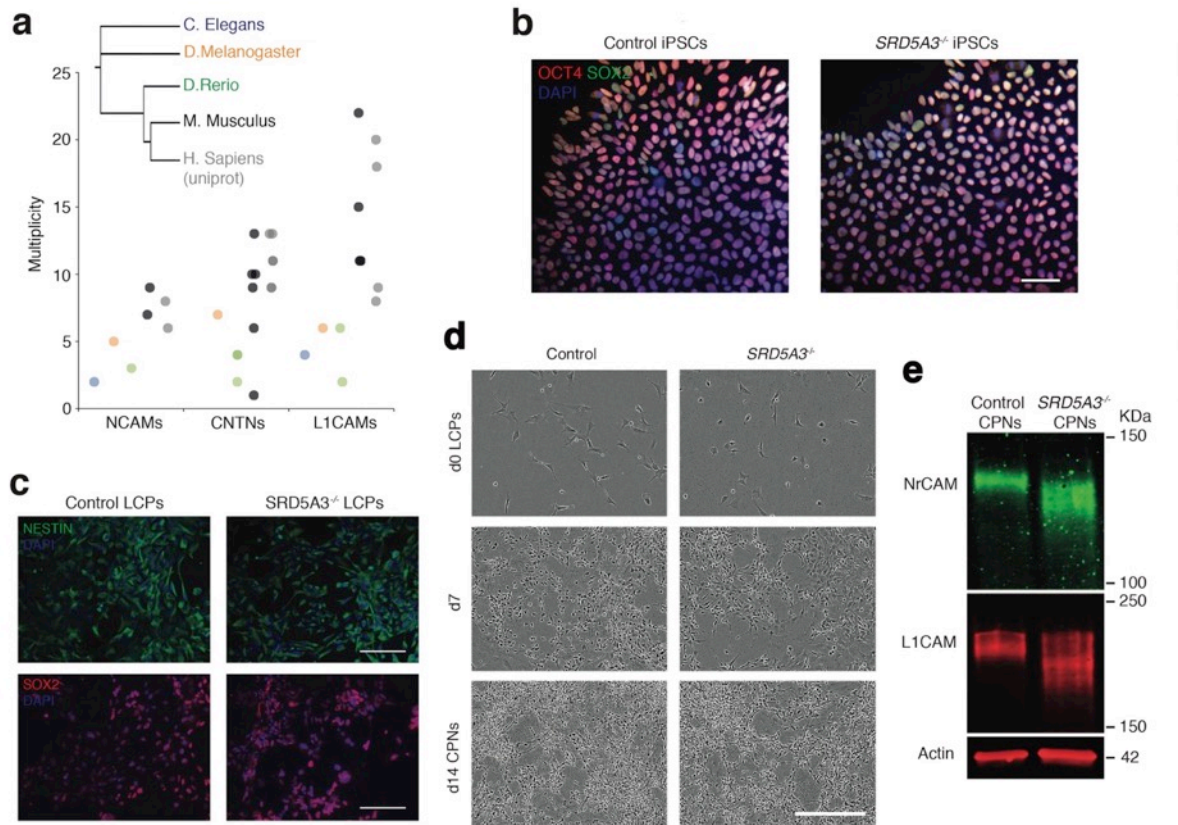 a
C. Elegans
D.Melanogaster
D.Rerio
M. Musculus
H. Sapiens
(uniprot)
25
20
15
10
5
0
Multiplicity
NCAMs
CNTNs
L1CAMs
b
Control iPSCs
SRD5A3-/- iPSCs
OCT4 SOX2
DAPI
c
Control LCPs
SRD5A3-/- LCPs
NESTIN
DAPI
SOX2
DAPI
d
Control
SRD5A3-/-
d0 LCPs
d7
d14 CPNs
e
Control
CPNs
SRD5A3-/-
CPNs
KDa
150
NrCAM
100
250
L1CAM
150
Actin
42